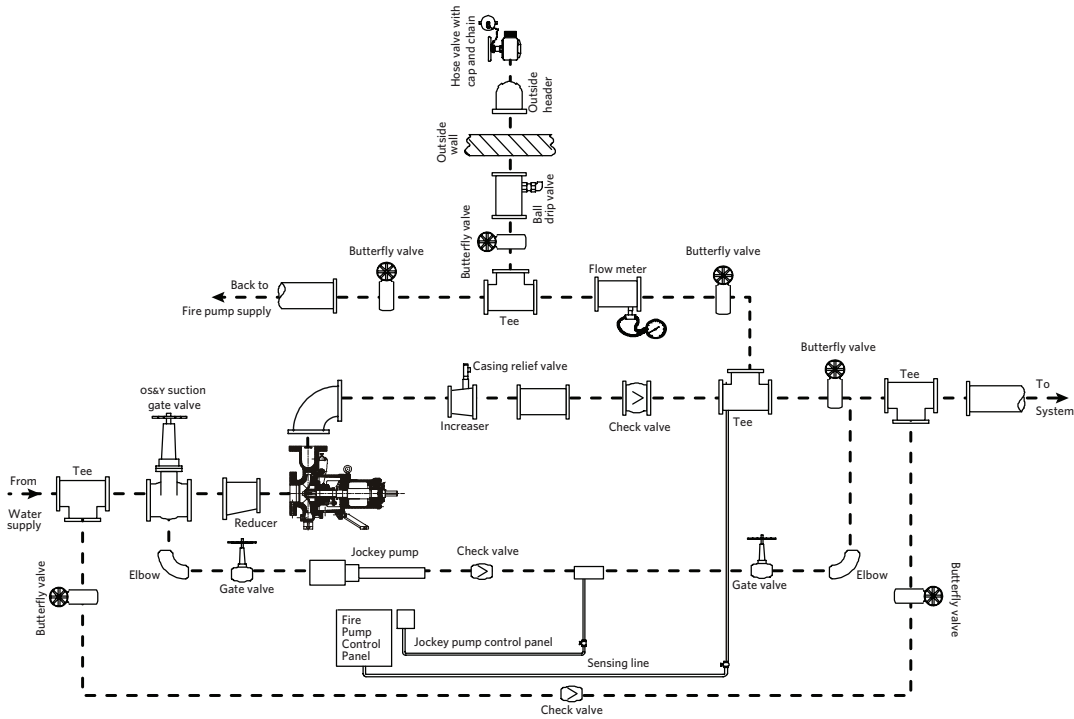 Hose valve with
cap and chain
Outside
header
Outside
wall
Ball
drip valve
Butterfly valve
Butterfly valve
Butterfly valve
Flow meter
Back to
Fire pump supply
Tee
Butterfly valve
Casing relief valve
Tee
To
System
OS&Y suction
gate valve
Increaser
Check valve
Tee
Tee
From
Water
supply
Reducer
Jockey pump
Check valve
Elbow
Gate valve
Gate valve
Elbow
Butterfly valve
Butterfly valve
Fire
Pump
Control
Panel
Jockey pump control panel
Sensing line
Check valve